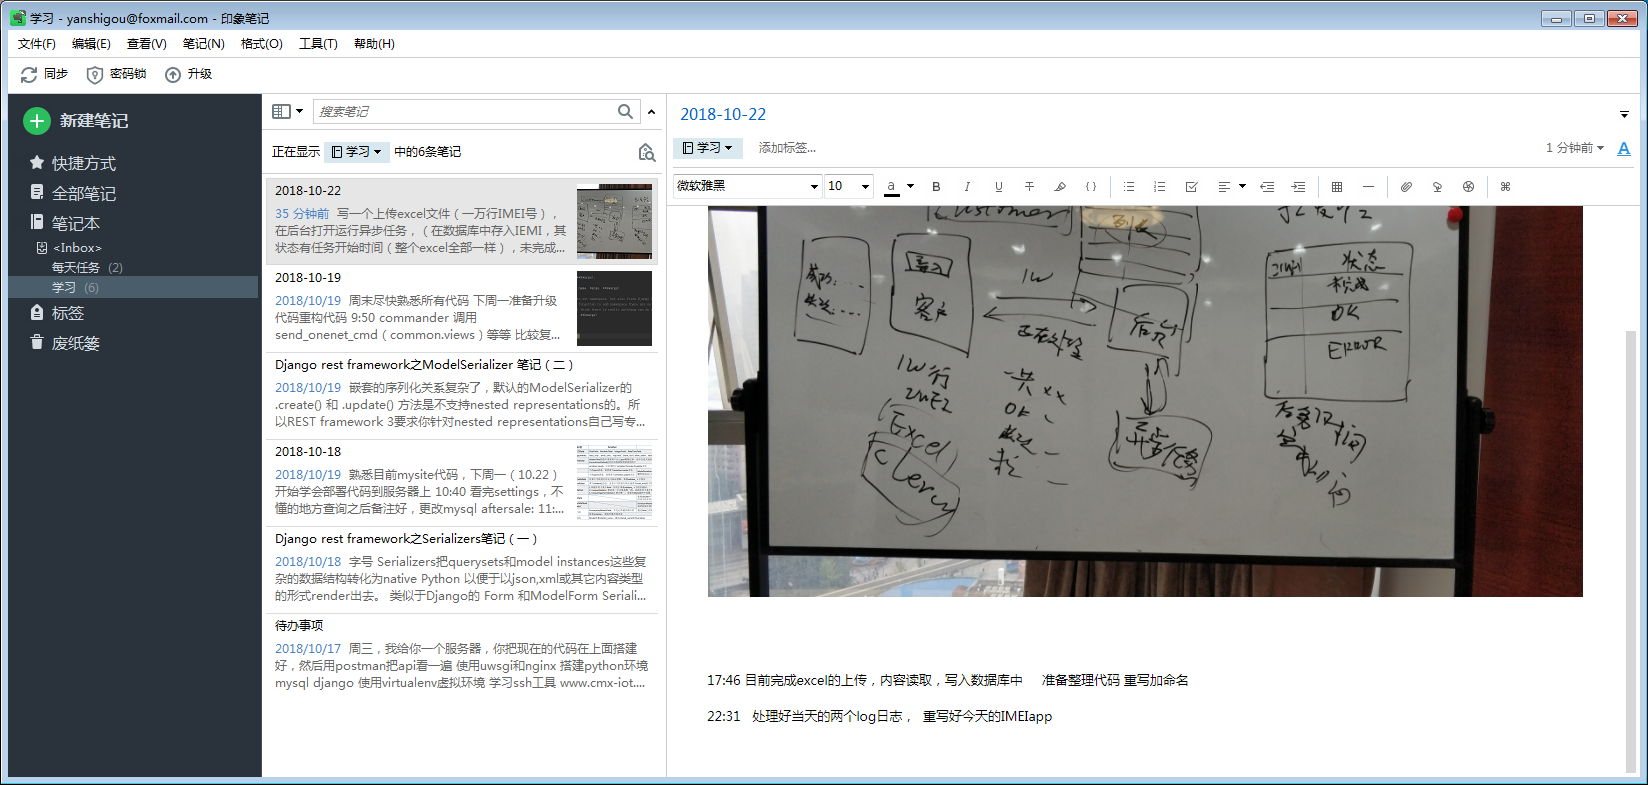 学习 - yanshigou@foxmail.com - 印象笔记
文件(F) 编辑(E) 查看(V) 笔记(N) 格式(O) 工具(T) 帮助(H)
同步 密码锁 升级
新建笔记
快捷方式
全部笔记
笔记本
<Inbox>
每天任务 (2)
学习 (6)
标签
废纸篓
搜索笔记
正在显示 学习 中的6条笔记
2018-10-22
35 分钟前 写一个上传excel文件（一万行IMEI号），
在后台打开运行异步任务，（在数据库中存入IEMI，其
状态有任务开始时间（整个excel全部一样），未完成...
2018-10-19
2018/10/19 周末尽快熟悉所有代码 下周一准备升级
代码重构代码 9:50 commander 调用
send_onenet_cmd（common.views）等等 比较复...
Django rest framework之ModelSerializer 笔记（二）
2018/10/19 嵌套的序列化关系复杂了，默认的ModelSerializer的
.create() 和 .update() 方法是不支持nested representations的。所
以REST framework 3要求你针对nested representations自己写专...
2018-10-18
2018/10/19 熟悉目前mysite代码，下周一（10.22）
开始学会部署代码到服务器上 10:40 看完settings，不
懂的地方查询之后备注好，更改mysql aftersale: 11:...
Django rest framework之Serializers笔记（一）
2018/10/18 字号 Serializers把querysets和model instances这些复
杂的数据结构转化为native Python 以便于以json,xml或其它内容类型
的形式render出去。 类似于Django的 Form 和ModelForm Seriali...
待办事项
2018/10/17 周三，我给你一个服务器，你把现在的代码在上面搭建
好，然后用postman把api看一遍 使用uwsgi和nginx 搭建python环境
mysql django 使用virtualenv虚拟环境 学习ssh工具 www.cmx-iot....
2018-10-22
学习 添加标签... 1 分钟前
微软雅黑 10
Customer
客户
1W
正在处理
后台
状态
OK
ERROR
1W行
一共 xx
OK
Excel
异步任务
17:46 目前完成excel的上传，内容读取，写入数据库中 准备整理代码 重写加命名
22:31 处理好当天的两个log日志， 重写好今天的IMEIapp